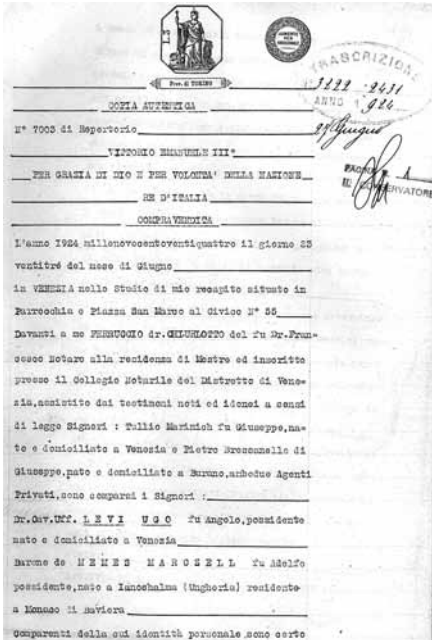 Prov. di TORINO
TRASCRIZIONE
3222 - 2431
ANNO 1924
27 Giugno
COPIA AUTENTICA
N° 7003 di Repertorio
VITTORIO EMANUELE III°
PER GRAZIA DI DIO E PER VOLONTA' DELLA NAZIONE
RE D'ITALIA
IL CONSERVATORE
COMPRAVENDITA
L'anno 1924 millenovecentoventiquattro il giorno 23
ventitré del mese di Giugno
in VENEZIA nello Studio di mio recapito situato in
Parrocchia e Piazza San Marco al Civico N° 55
Davanti a me FERRUCCIO dr.CHIURLOTTO del fu Dr.Fran-
cesco Notaro alla residenza di Mestre ed inscritto
presso il Collegio Notarile del Distretto di Vene-
zia,assistito dai testimoni noti ed idonei a sensi
di legge Signori : Tullio Marinich fu Giuseppe,na-
to e domiciliato a Venezia e Pietro Brescanello di
Giuseppe,nato e domiciliato a Burano,ambedue Agenti
Privati,sono comparsi i Signori :
Dr.Cav.Uff. LEVI UGO fu Angelo,possidente
nato e domiciliato a Venezia
Barone de NEMES MARCZELL fu Adolfo
possidente,nato a Ianoshalma (Ungheria) residente
a Monaco di Baviera
Comparenti della cui identità personale sono certo